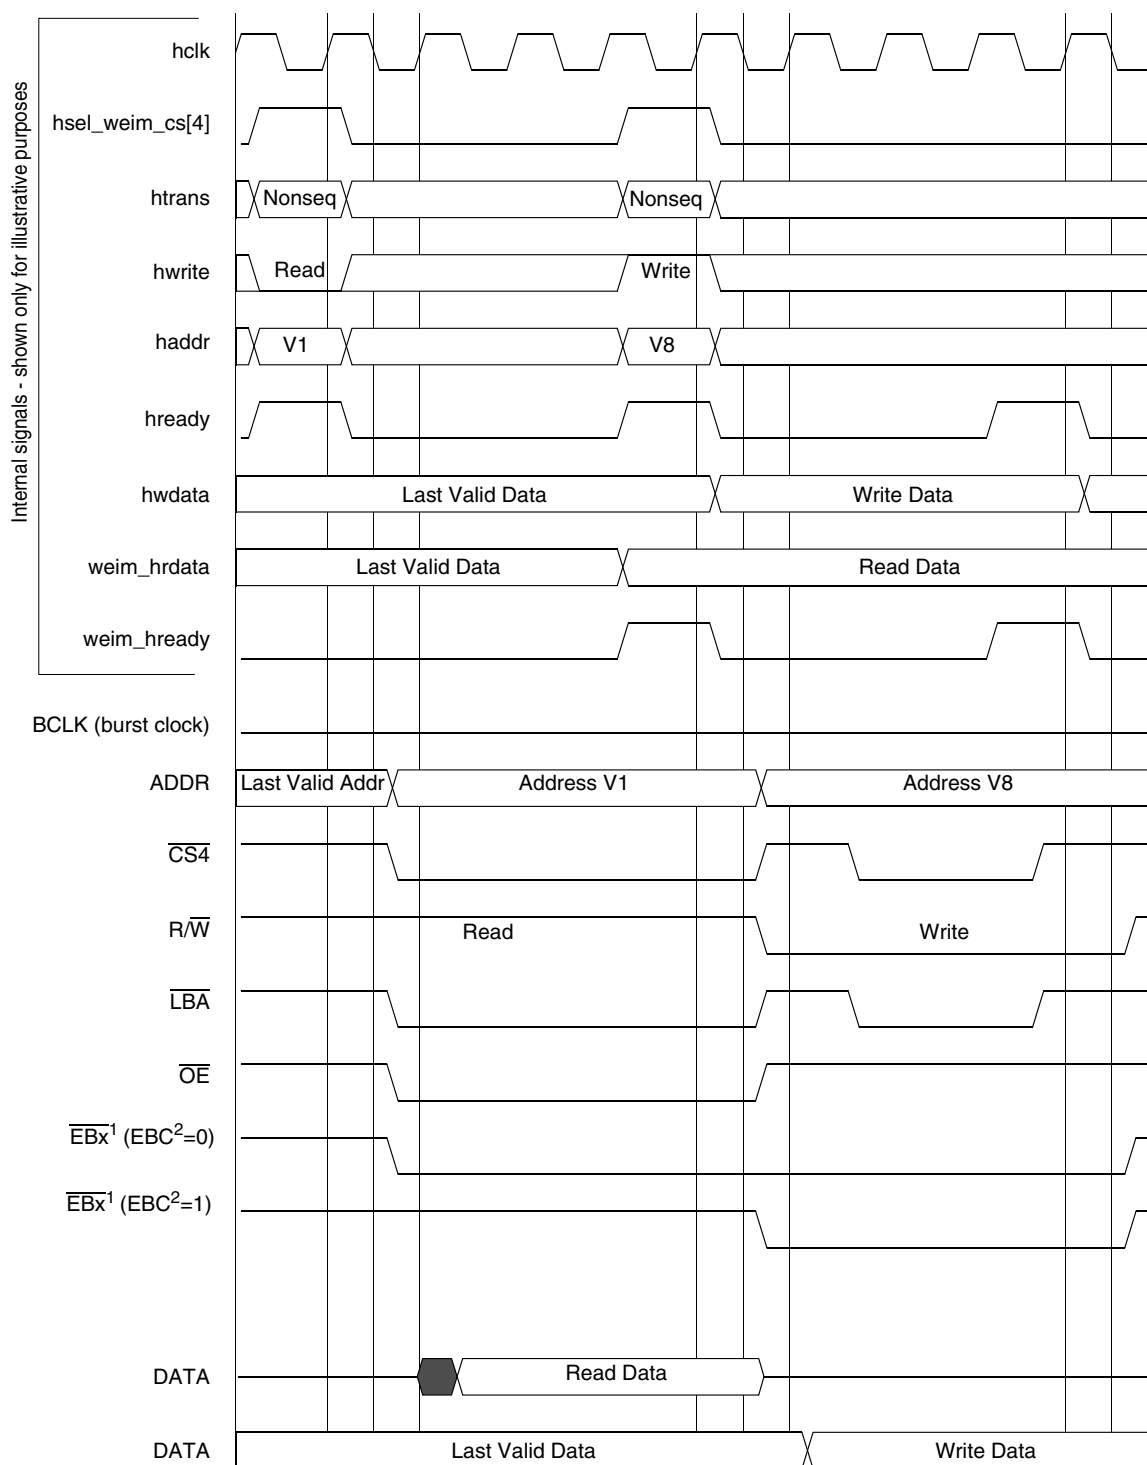 Internal signals - shown only for illustrative purposes
hclk
hsel_weim_cs[4]
htrans Nonseq Nonseq
hwrite Read Write
haddr V1 V8
hready
hwdata Last Valid Data Write Data
weim_hrdata Last Valid Data Read Data
weim_hready
BCLK (burst clock)
ADDR Last Valid Addr Address V1 Address V8
CS4
R/W Read Write
LBA
OE
EBx1 (EBC2=0)
EBx1 (EBC2=1)
DATA Read Data
DATA Last Valid Data Write Data